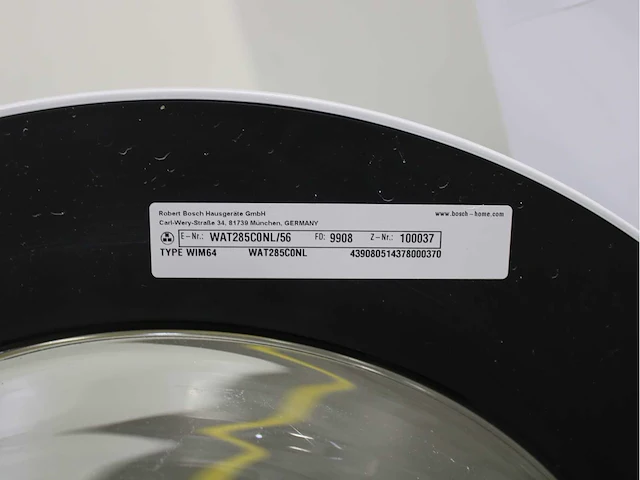 Robert Bosch Hausgeräte GmbH www.bosch-home.com
Carl-Wery-Straße 34, 81739 München, GERMANY
E-Nr.: WAT285C0NL/56 FD: 9908 Z-Nr.: 100037
TYPE WIM64 WAT285C0NL 439080514378000370